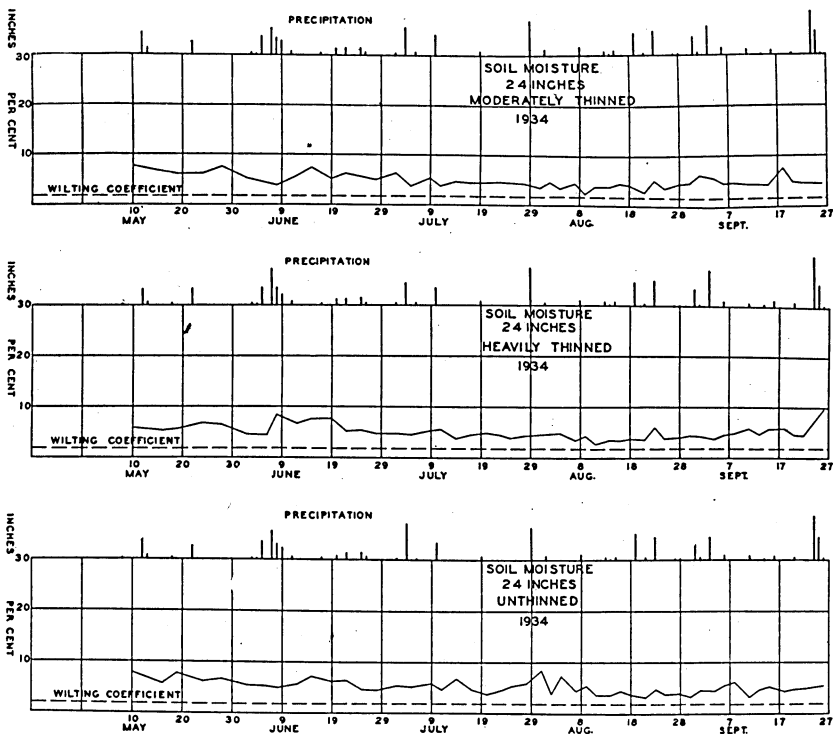 PRECIPITATION
INCHES
30
SOIL MOISTURE
24 INCHES
MODERATELY THINNED
1934
PER CENT
20
10
WILTING COEFFICIENT
10 20 30 9 19 29 9 19 29 8 18 28 7 17 27
MAY JUNE JULY AUG. SEPT.
PRECIPITATION
INCHES
30
SOIL MOISTURE
24 INCHES
HEAVILY THINNED
1934
PER CENT
20
10
WILTING COEFFICIENT
10 20 30 9 19 29 9 19 29 8 18 28 7 17 27
MAY JUNE JULY AUG. SEPT.
PRECIPITATION
INCHES
30
SOIL MOISTURE
24 INCHES
UNTHINNED
1934
PER CENT
20
10
WILTING COEFFICIENT
10 20 30 9 19 29 9 19 29 8 18 28 7 17 27
MAY JUNE JULY AUG. SEPT.